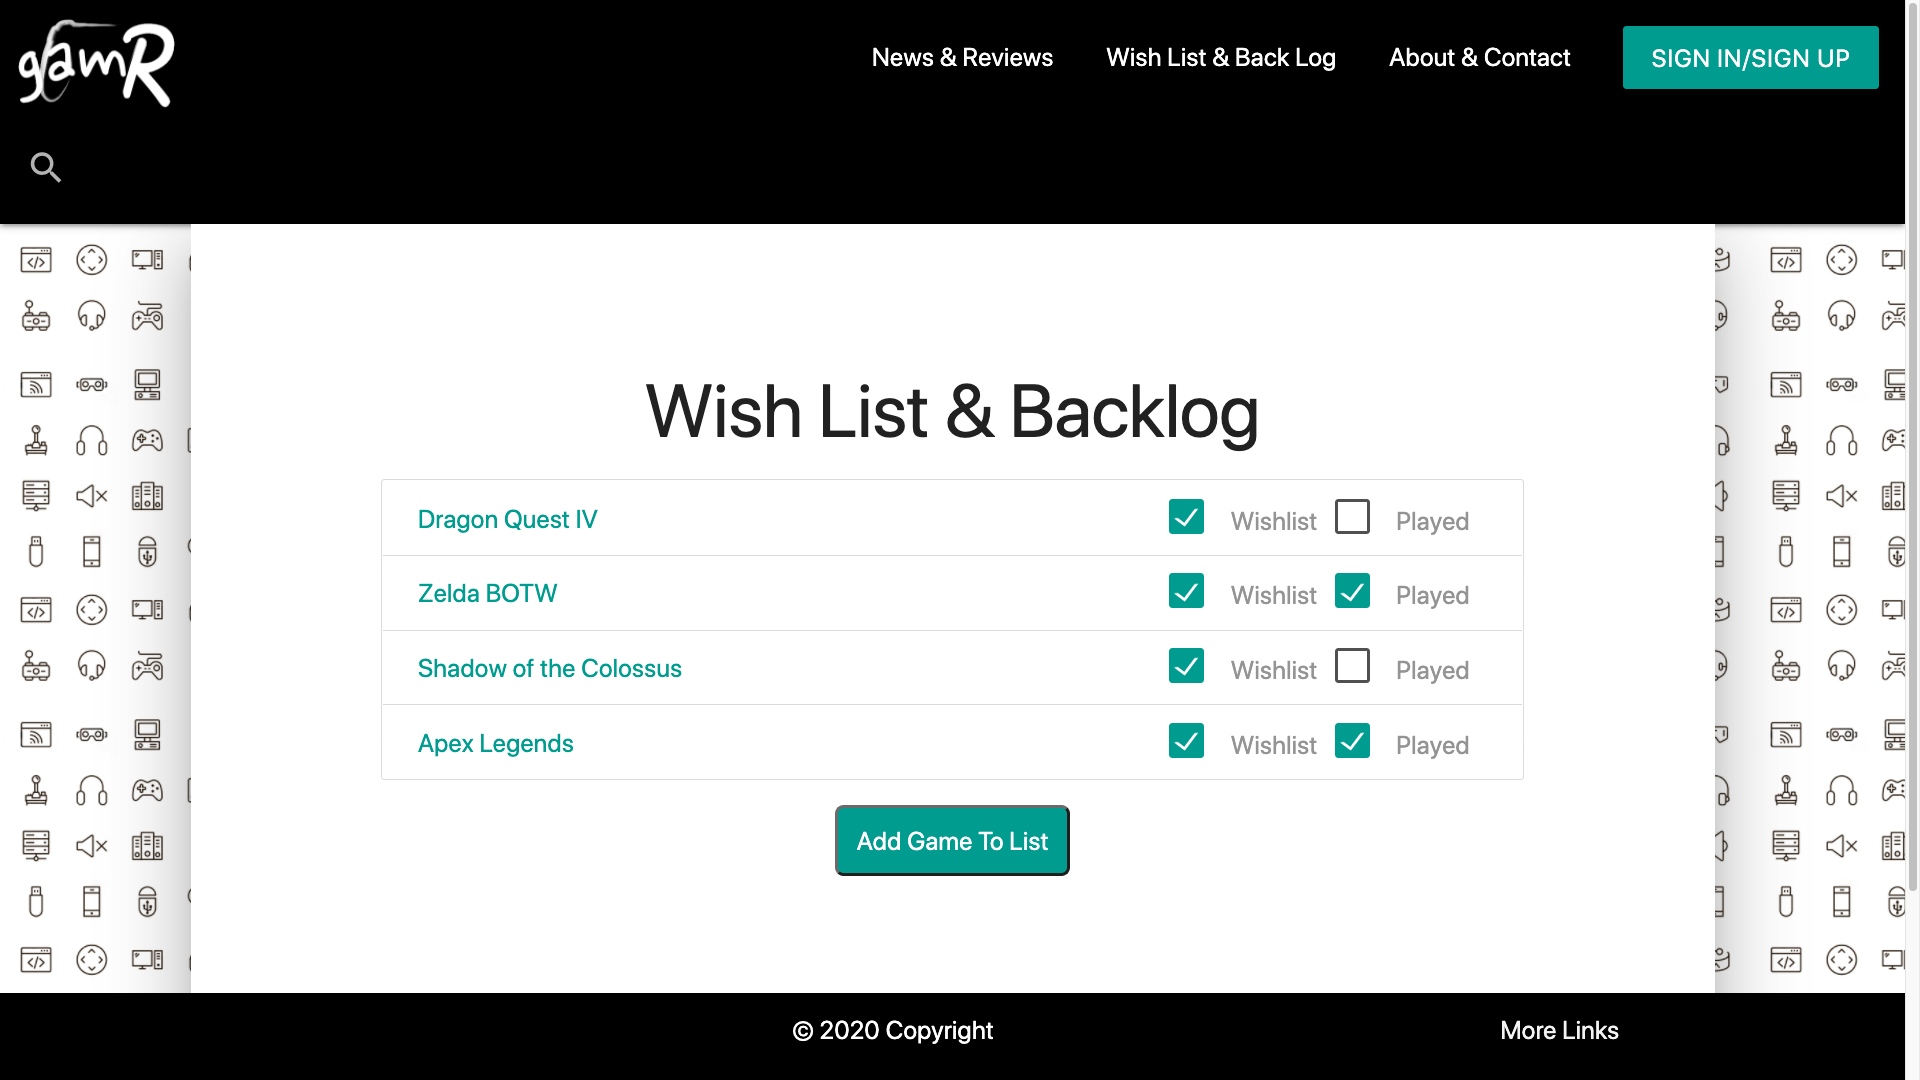 glamR
News & Reviews
Wish List & Back Log
About & Contact
SIGN IN/SIGN UP
Wish List & Backlog
Dragon Quest IV Wishlist Played
Zelda BOTW Wishlist Played
Shadow of the Colossus Wishlist Played
Apex Legends Wishlist Played
Add Game To List
© 2020 Copyright
More Links